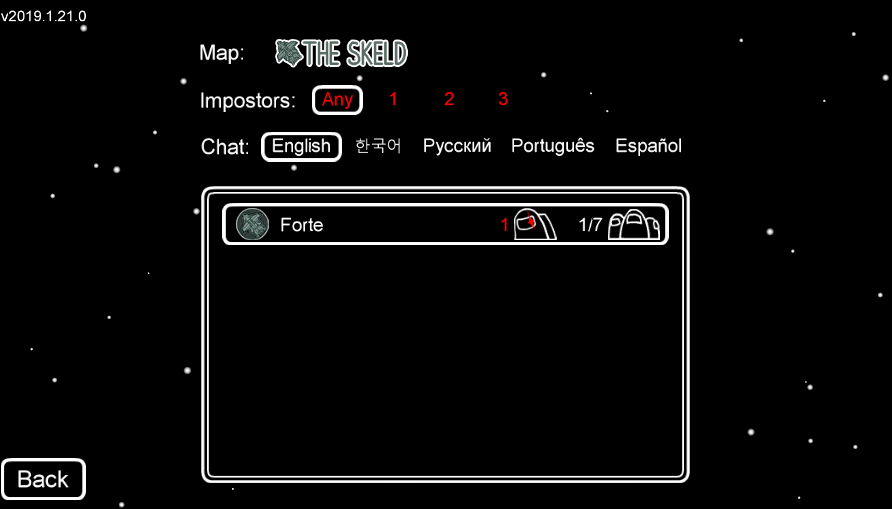 v2019.1.21.0
Map: THE SKELD
Impostors: Any 1 2 3
Chat: English 한국어 Русский Português Español
Forte 1 1/7
Back